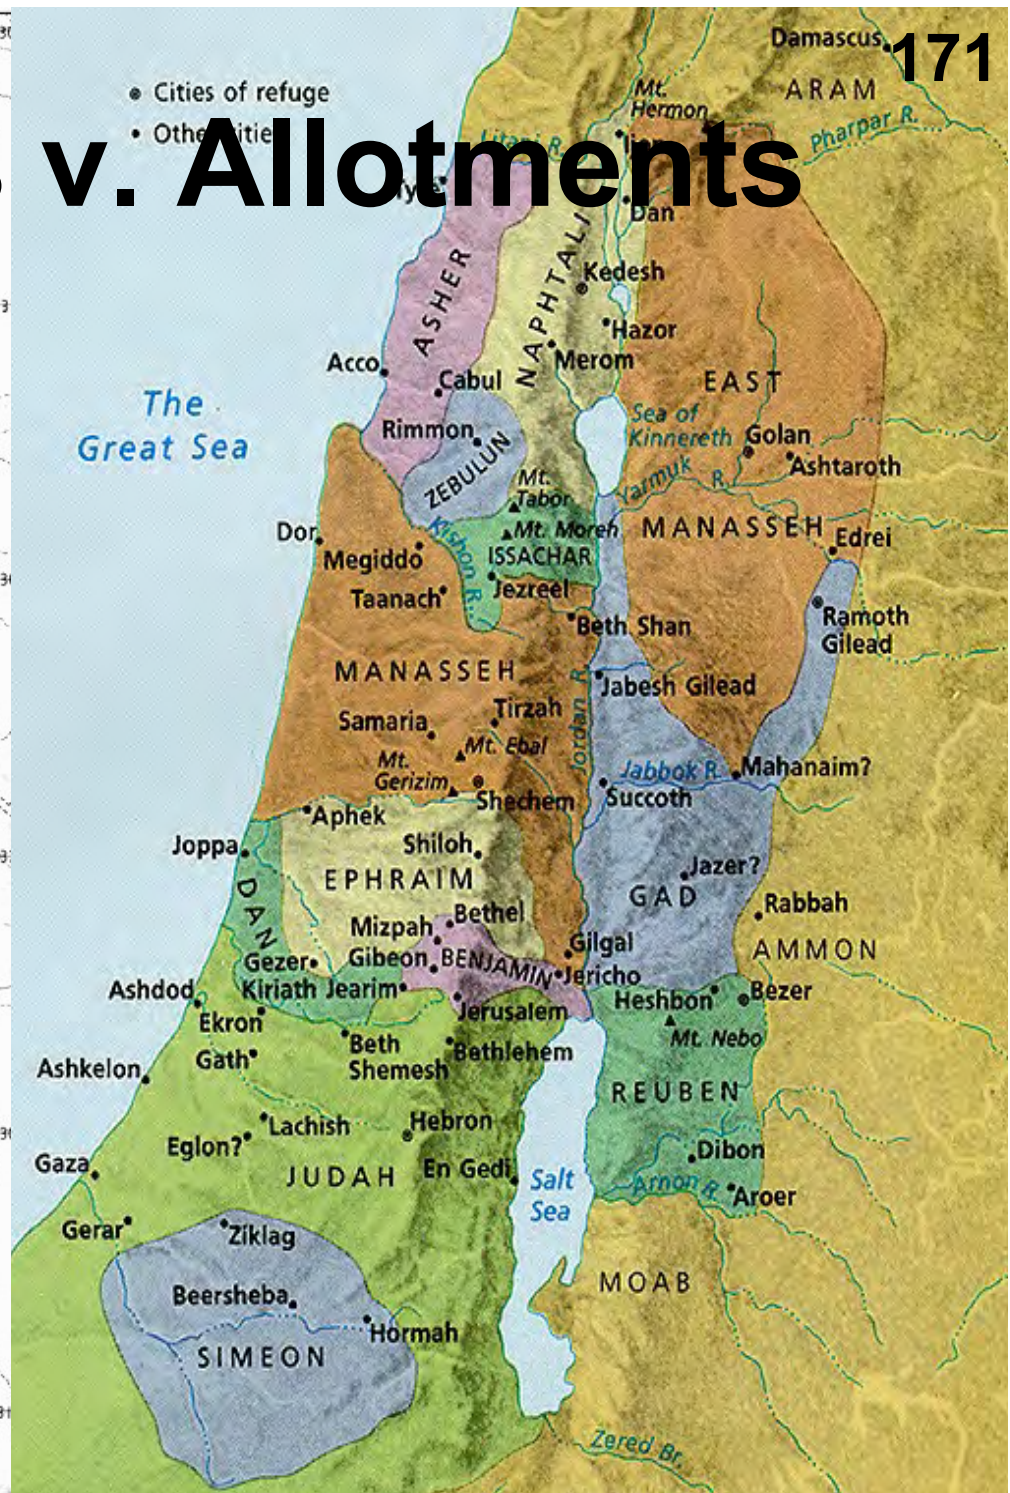 Damascus
171
ARAM
Cities of refuge
Mt.
Hermon
Pharpar R.
v. Allotments
Litani R.
Tyre
Dan
ASHER
NAPHTALI
Kedesh
Hazor
Merom
Acco
Cabul
EAST
The
Great Sea
Sea of
Kinnereth
Rimmon
Golan
Ashtaroth
ZEBULUN
Yarmuk R.
Mt.
Tabor
Mt. Moreh
MANASSEH
Edrei
Dor
Kishon R.
ISSACHAR
Megiddo
Jezreel
Taanach
Ramoth
Gilead
Beth Shan
MANASSEH
Jabesh Gilead
Jordan R.
Tirzah
Samaria
Mt. Ebal
Mt.
Gerizim
Jabbok R.
Mahanaim?
Shechem
Succoth
Aphek
Joppa
Shiloh
EPHRAIM
Jazer?
DAN
GAD
Rabbah
Bethel
Mizpah
Gilgal
AMMON
Gezer
Gibeon
BENJAMIN
Jericho
Ashdod
Kiriath Jearim
Heshbon
Bezer
Jerusalem
Ekron
Mt. Nebo
Beth
Shemesh
Bethlehem
Gath
Ashkelon
REUBEN
Lachish
Hebron
Eglon?
Dibon
Gaza
JUDAH
En Gedi
Salt
Sea
Arnon R.
Aroer
Gerar
Ziklag
MOAB
Beersheba
Hormah
SIMEON
Zered Br.